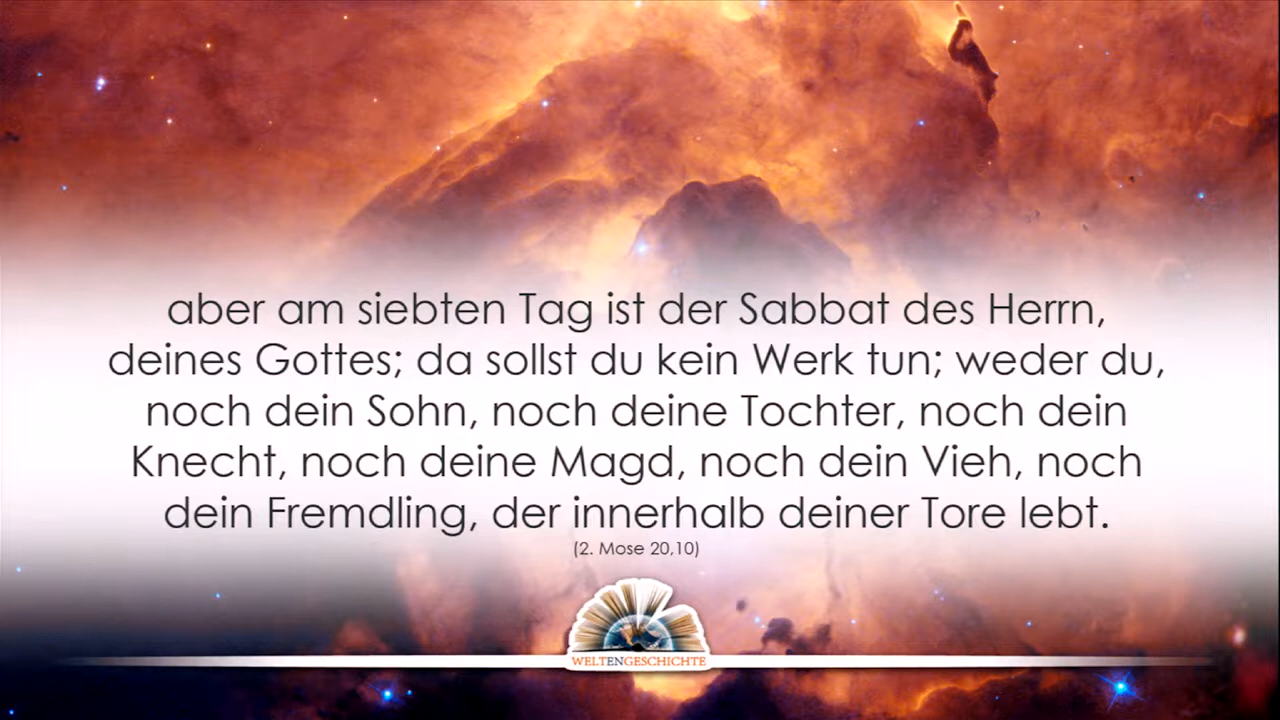 aber am siebten Tag ist der Sabbat des Herrn,
deines Gottes; da sollst du kein Werk tun; weder du,
noch dein Sohn, noch deine Tochter, noch dein
Knecht, noch deine Magd, noch dein Vieh, noch
dein Fremdling, der innerhalb deiner Tore lebt.
(2. Mose 20,10)
WELTENGESCHICHTE